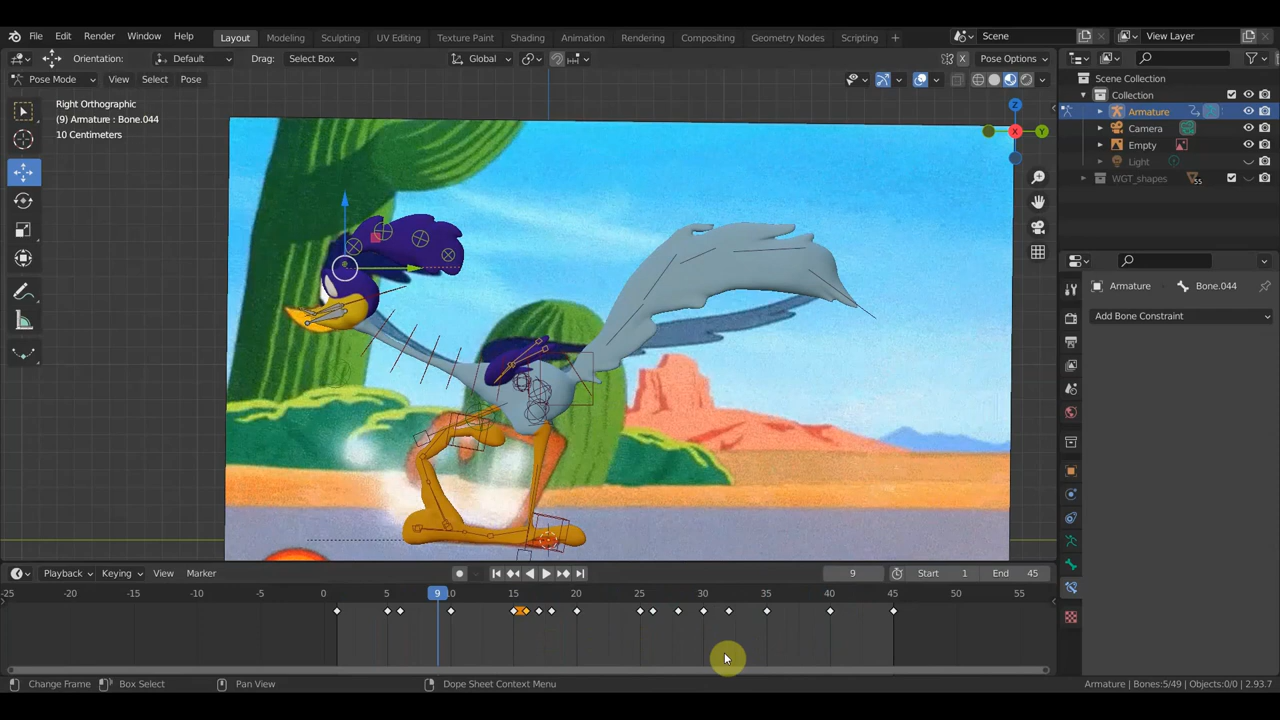 File Edit Render Window Help Layout Modeling Sculpting UV Editing Texture Paint Shading Animation Rendering Compositing Geometry Nodes Scripting + Scene View Layer
Orientation: Default Drag: Select Box Global X Pose Options
Pose Mode View Select Pose
Scene Collection
Collection
Armature
Camera
Empty
Light
WGT_shapes 55
Right Orthographic
(9) Armature : Bone.044
10 Centimeters
Z
X
Y
Armature Bone.044
Add Bone Constraint
Playback Keying View Marker 9 Start 1 End 45
-25 -20 -15 -10 -5 0 5 9 15 20 25 30 35 40 45 50 55
Change Frame Box Select Pan View Dope Sheet Context Menu Armature | Bones:5/49 | Objects:0/0 | 2.93.7